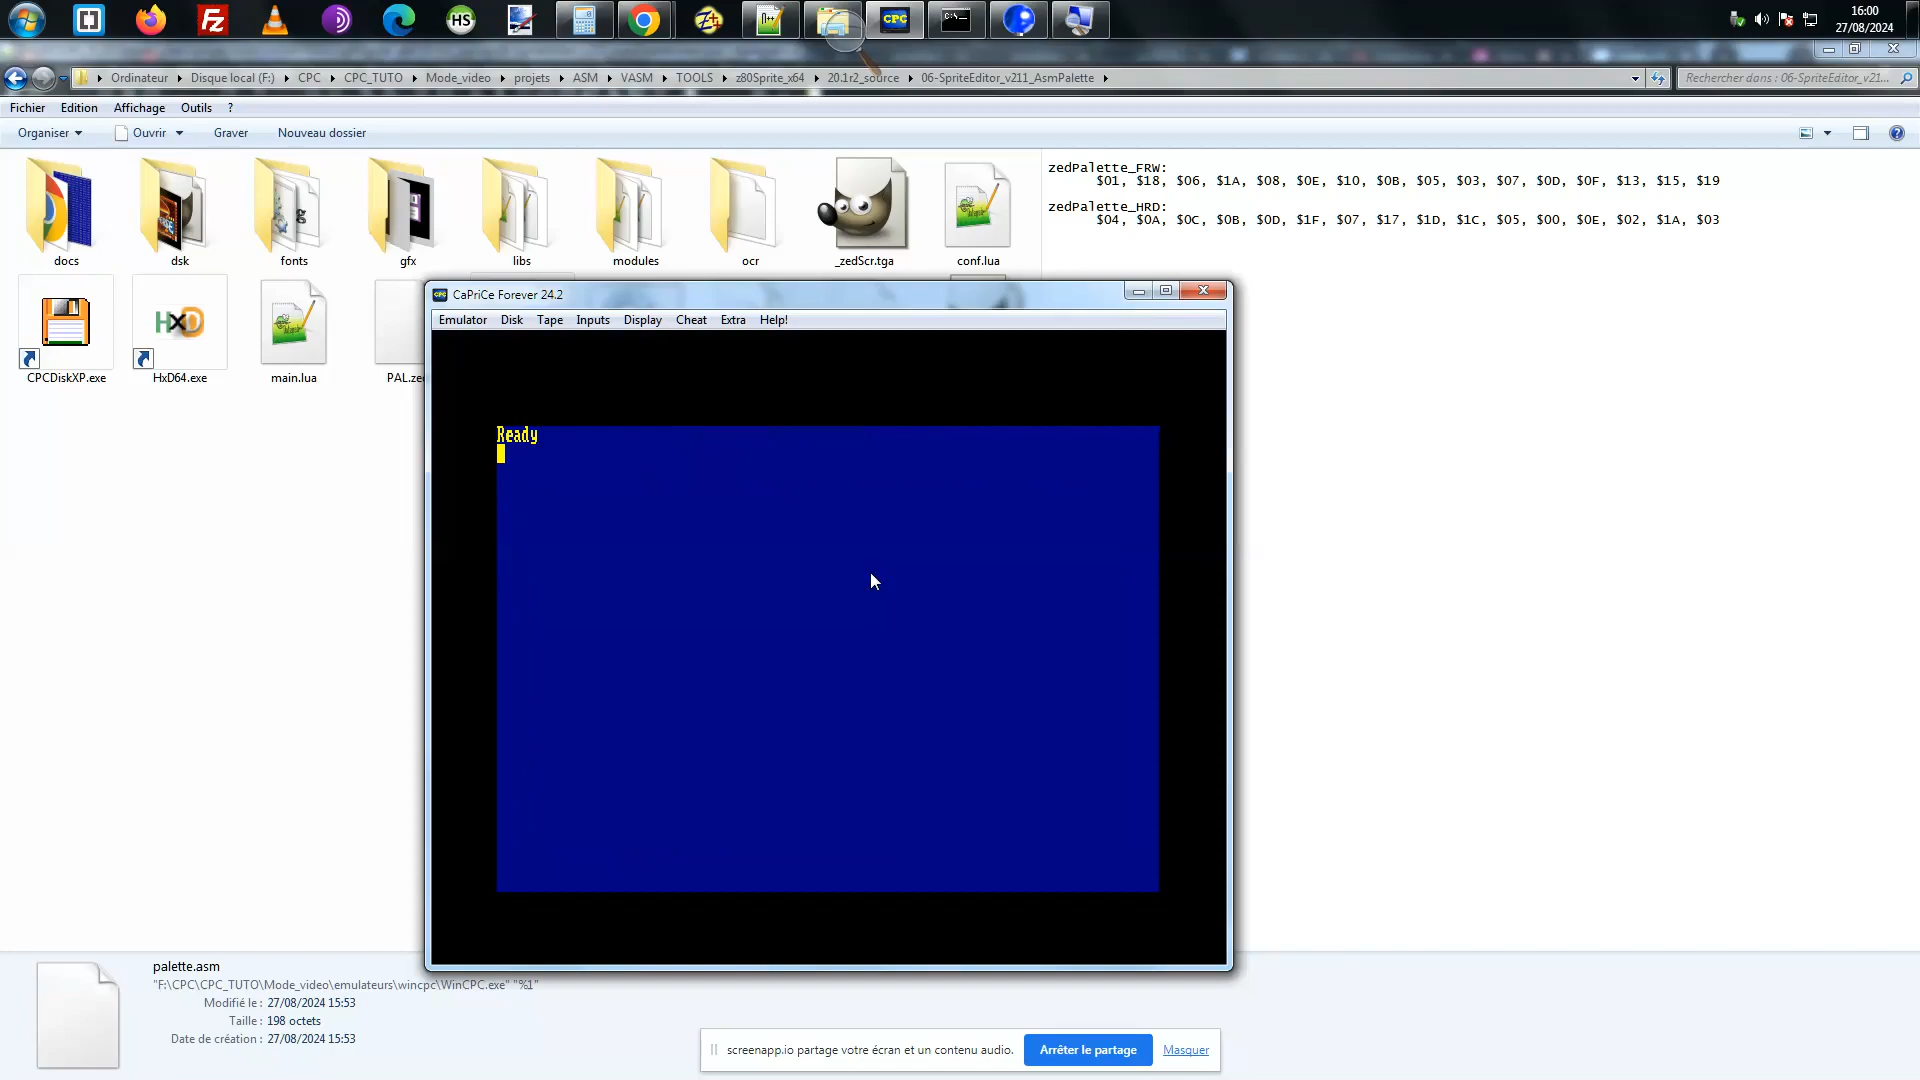 CPC
C:\
HS
16:00
27/08/2024
Ordinateur
Disque local (F:)
CPC
CPC_TUTO
Mode_video
projets
ASM
VASM
TOOLS
z80Sprite_x64
20.1r2_source
06-SpriteEditor_v211_AsmPalette
Rechercher dans : 06-SpriteEditor_v21...
Fichier
Edition
Affichage
Outils
?
Organiser
Ouvrir
Graver
Nouveau dossier
docs
dsk
fonts
gfx
libs
modules
ocr
_zedScr.tga
conf.lua
zedPalette_FRW:
$01, $18, $06, $1A, $08, $0E, $10, $0B, $05, $03, $07, $0D, $0F, $13, $15, $19
zedPalette_HRD:
$04, $0A, $0C, $0B, $0D, $1F, $07, $17, $1D, $1C, $05, $00, $0E, $02, $1A, $03
HxD
CPCDiskXP.exe
HxD64.exe
main.lua
CaPriCe Forever 24.2
Emulator
Disk
Tape
Inputs
Display
Cheat
Extra
Help!
Ready
palette.asm
"F:\CPC\CPC_TUTO\Mode_video\emulateurs\wincpc\WinCPC.exe" "%1"
Modifié le : 27/08/2024 15:53
Taille : 198 octets
Date de création : 27/08/2024 15:53
screenapp.io partage votre écran et un contenu audio.
Arrêter le partage
Masquer